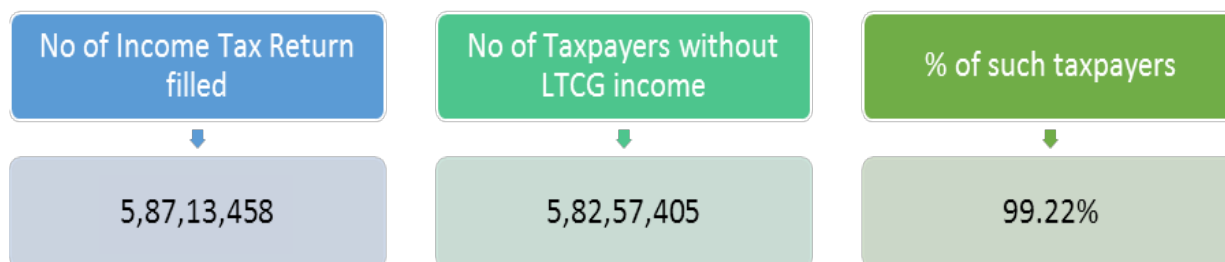 No of Income Tax Return
filled
5,87,13,458
No of Taxpayers without
LTCG income
5,82,57,405
% of such taxpayers
99.22%